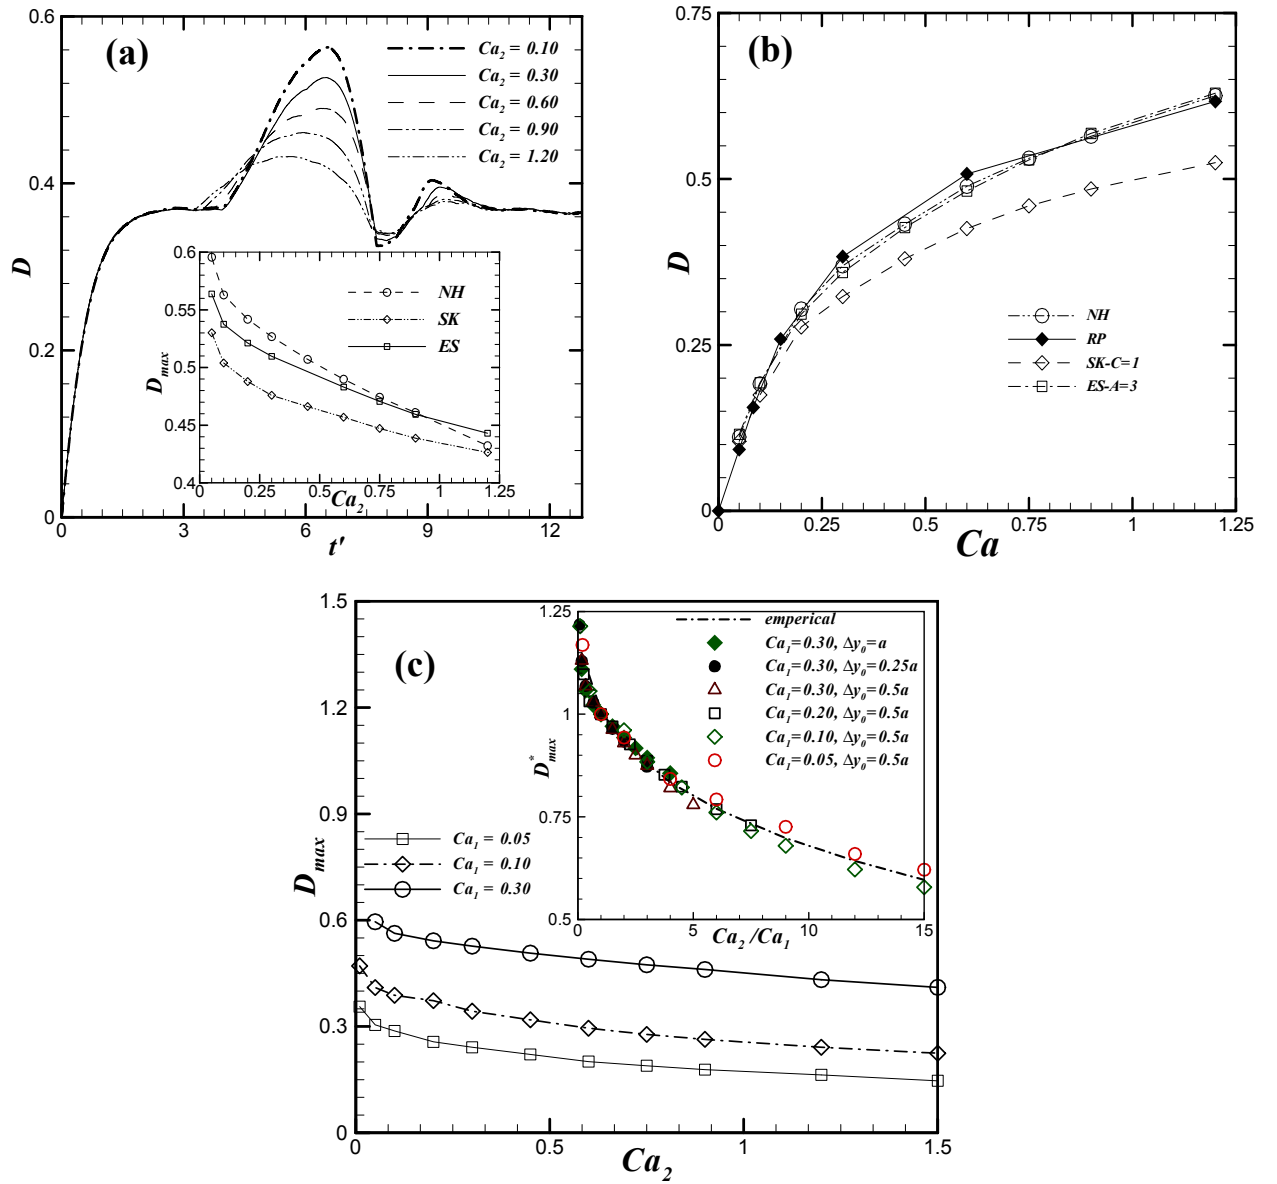 (a)
Ca2 = 0.10
Ca2 = 0.30
Ca2 = 0.60
Ca2 = 0.90
Ca2 = 1.20
0.6
0.4
0.2
0
D
0 3 6 9 12
t'
NH
SK
ES
0.6
0.55
0.5
0.45
0.4
Dmax
0 0.25 0.5 0.75 1 1.25
Ca2
(b)
0.75
0.5
0.25
0
D
NH
RP
SK-C=1
ES-A=3
0 0.25 0.5 0.75 1 1.25
Ca
(c)
1.5
1.2
0.9
0.6
0.3
0
Dmax
Ca1 = 0.05
Ca1 = 0.10
Ca1 = 0.30
0 0.5 1 1.5
Ca2
1.25
1
0.75
0.5
D*max
emperical
Ca1=0.30, Δy0=a
Ca1=0.30, Δy0=0.25a
Ca1=0.30, Δy0=0.5a
Ca1=0.20, Δy0=0.5a
Ca1=0.10, Δy0=0.5a
Ca1=0.05, Δy0=0.5a
5 10 15
Ca2/Ca1